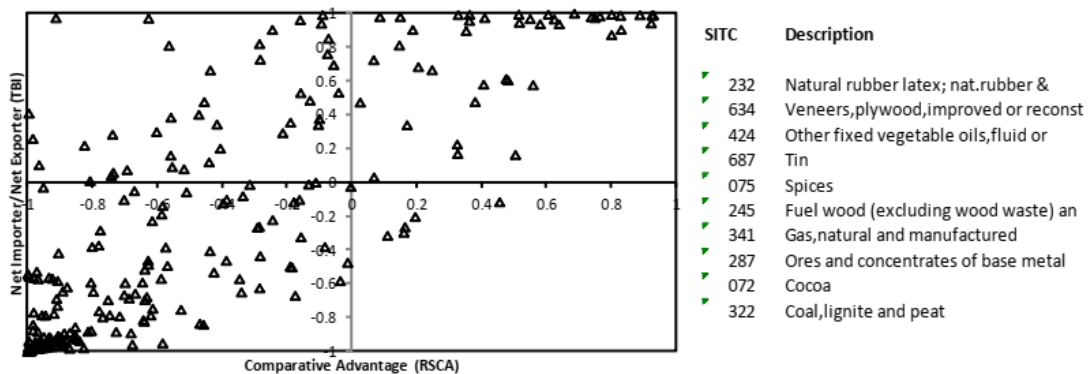 Net Importer/Net Exporter (TBI)
1
0.8
0.6
0.4
0.2
0
-0.2
-0.4
-0.6
-0.8
-1
-1 -0.8 -0.6 -0.4 -0.2 0 0.2 0.4 0.6 0.8 1
Comparative Advantage (RSCA)
SITC Description
232 Natural rubber latex; nat.rubber &
634 Veneers,plywood,improved or reconst
424 Other fixed vegetable oils,fluid or
687 Tin
075 Spices
245 Fuel wood (excluding wood waste) an
341 Gas,natural and manufactured
287 Ores and concentrates of base metal
072 Cocoa
322 Coal,lignite and peat